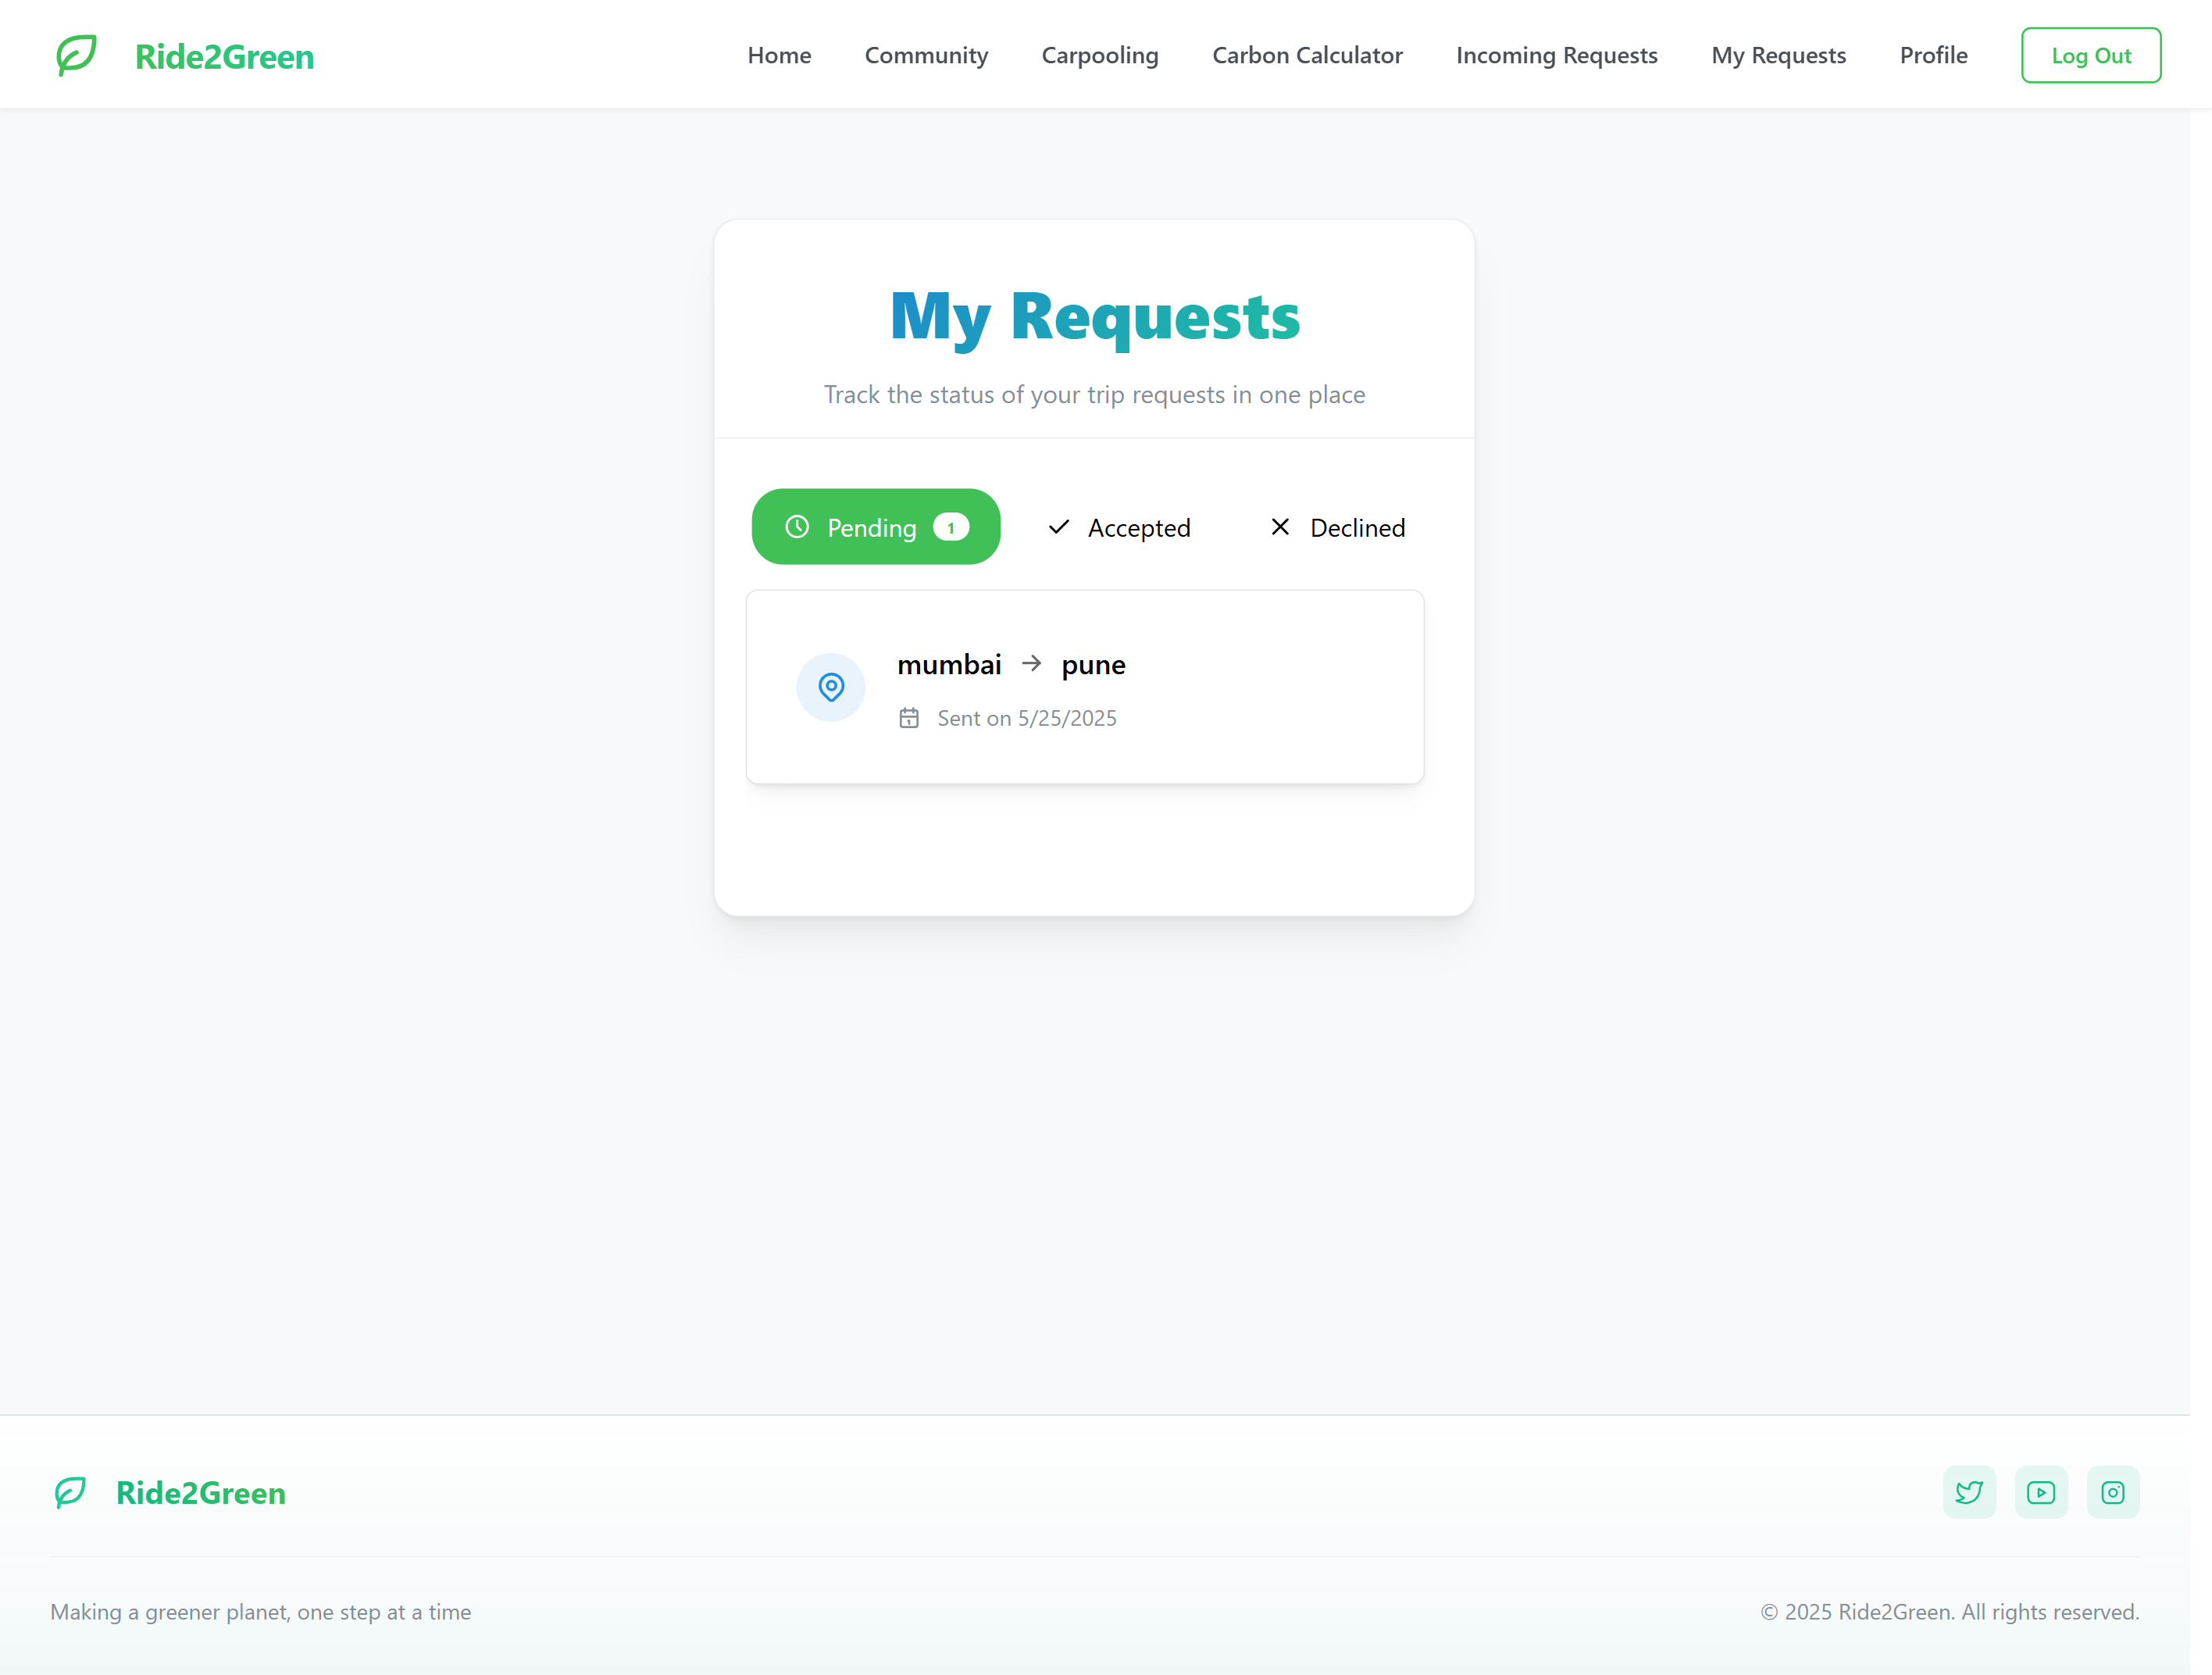 Ride2Green
Home Community Carpooling Carbon Calculator Incoming Requests My Requests Profile Log Out
My Requests
Track the status of your trip requests in one place
Pending 1 Accepted Declined
mumbai → pune
Sent on 5/25/2025
Ride2Green
Making a greener planet, one step at a time © 2025 Ride2Green. All rights reserved.